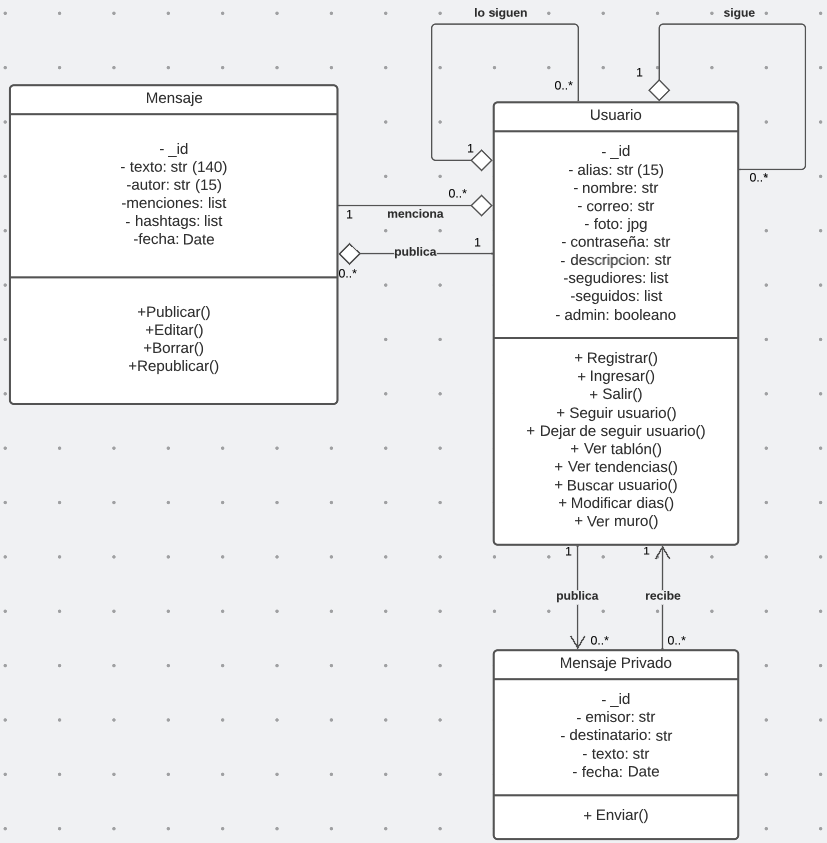 lo siguen
sigue
0..*
1
Mensaje
- _id
- texto: str (140)
-autor: str (15)
-menciones: list
- hashtags: list
-fecha: Date
+Publicar()
+Editar()
+Borrar()
+Republicar()
1
0..*
1
menciona
publica
1
0..*
Usuario
- _id
- alias: str (15)
- nombre: str
- correo: str
- foto: jpg
- contraseña: str
- descripcion: str
-segudiores: list
-seguidos: list
- admin: booleano
0..*
+ Registrar()
+ Ingresar()
+ Salir()
+ Seguir usuario()
+ Dejar de seguir usuario()
+ Ver tablón()
+ Ver tendencias()
+ Buscar usuario()
+ Modificar dias()
+ Ver muro()
1
1
publica
recibe
0..*
0..*
Mensaje Privado
- _id
- emisor: str
- destinatario: str
- texto: str
- fecha: Date
+ Enviar()